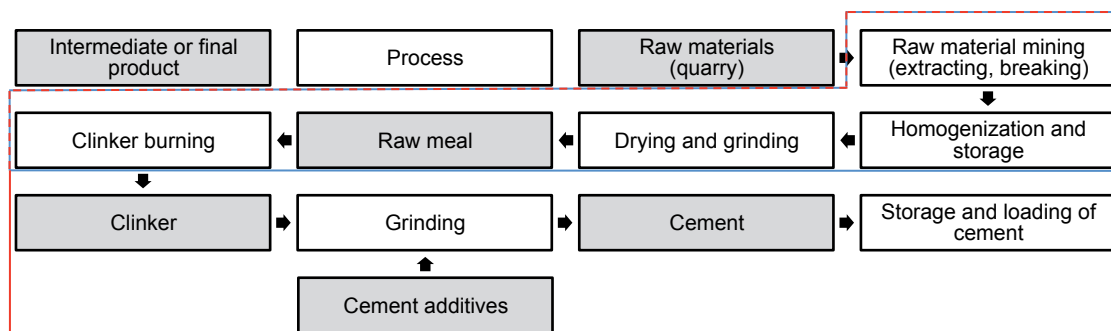 Intermediate or final
product
Process
Raw materials
(quarry)
Raw material mining
(extracting, breaking)
Clinker burning
Raw meal
Drying and grinding
Homogenization and
storage
Clinker
Grinding
Cement
Storage and loading of
cement
Cement additives